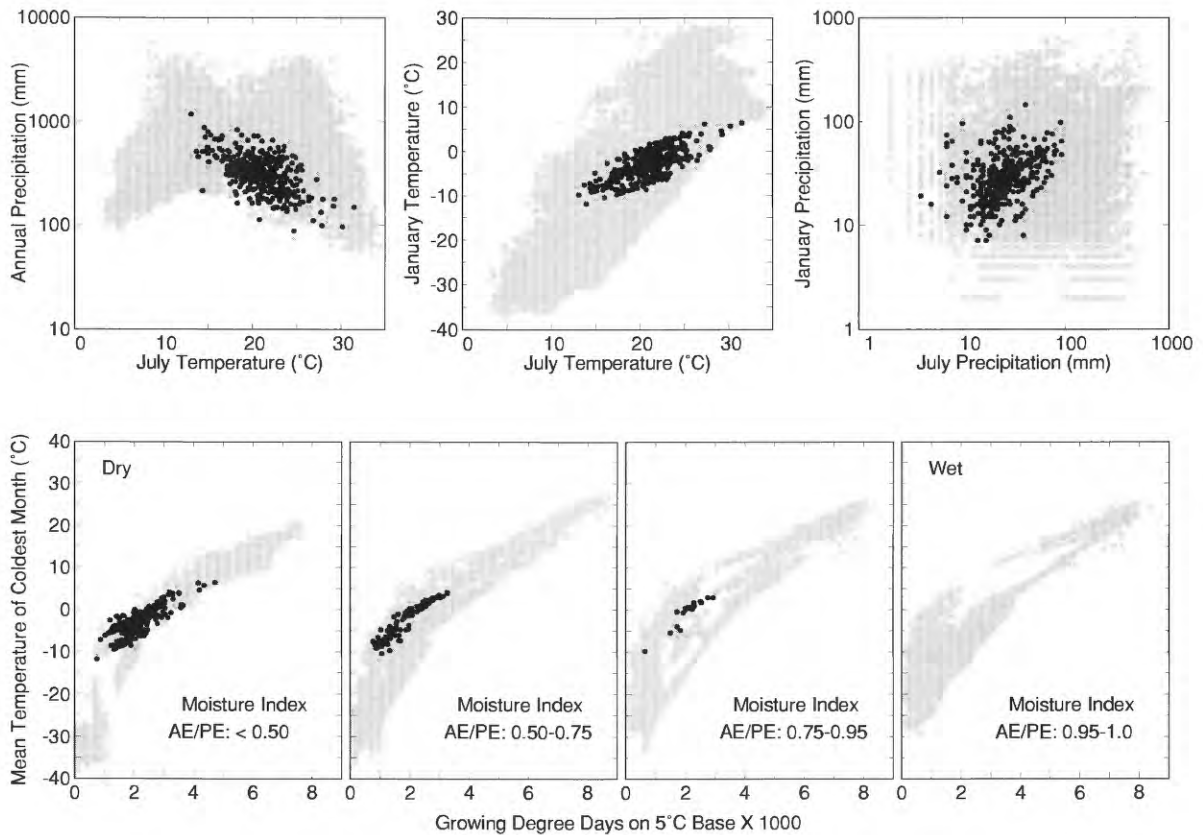 10000
1000
100
10
Annual Precipitation (mm)
0 10 20 30
July Temperature (˚C)
30
20
10
0
-10
-20
-30
-40
January Temperature (˚C)
0 10 20 30
July Temperature (˚C)
1000
100
10
1
January Precipitation (mm)
1 10 100 1000
July Precipitation (mm)
Mean Temperature of Coldest Month (˚C)
40
30
20
10
0
-10
-20
-30
-40
Dry
Moisture Index
AE/PE: < 0.50
0 2 4 6 8
Moisture Index
AE/PE: 0.50-0.75
0 2 4 6 8
Moisture Index
AE/PE: 0.75-0.95
0 2 4 6 8
Wet
Moisture Index
AE/PE: 0.95-1.0
0 2 4 6 8
Growing Degree Days on 5˚C Base X 1000